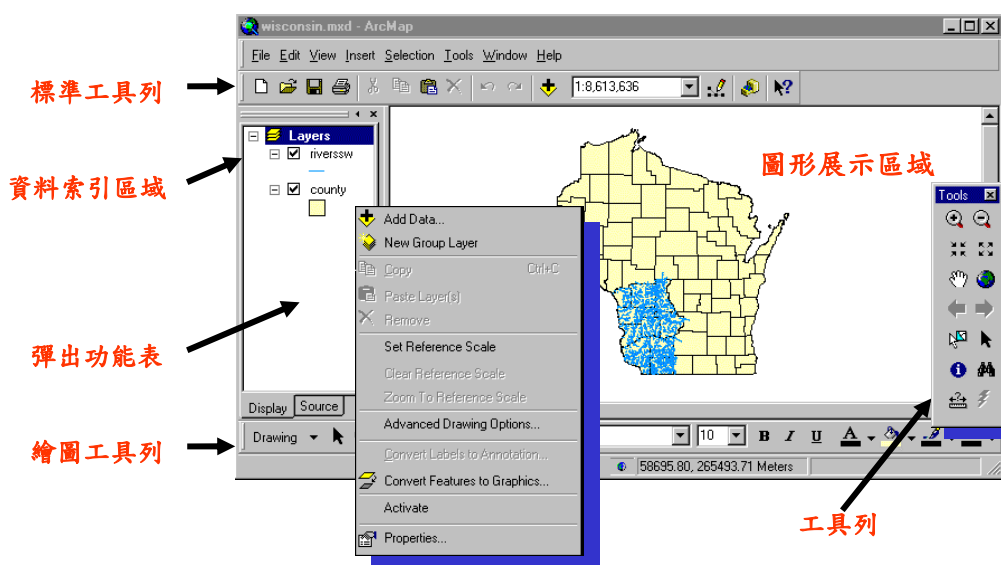 wisconsin.mxd - ArcMap
File Edit View Insert Selection Tools Window Help
標準工具列
1:8,613,636
Layers
riverssw
county
資料索引區域
圖形展示區域
Tools
Add Data...
New Group Layer
Copy Ctrl+C
Paste Layer(s)
Remove
Set Reference Scale
Clear Reference Scale
Zoom To Reference Scale
Advanced Drawing Options...
Convert Labels to Annotation...
Convert Features to Graphics...
Activate
Properties...
彈出功能表
Display Source
繪圖工具列
Drawing
10 B I U A
58695.80, 265493.71 Meters
工具列